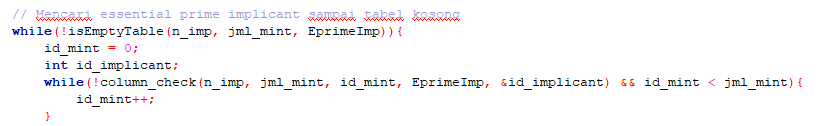 // Mencari essential prime implicant sampai tabel kosong
while(!isEmptyTable(n_imp, jml_mint, EprimeImp)){
id_mint = 0;
int id_implicant;
while(!column_check(n_imp, jml_mint, id_mint, EprimeImp, &id_implicant) && id_mint < jml_mint){
id_mint++;
}